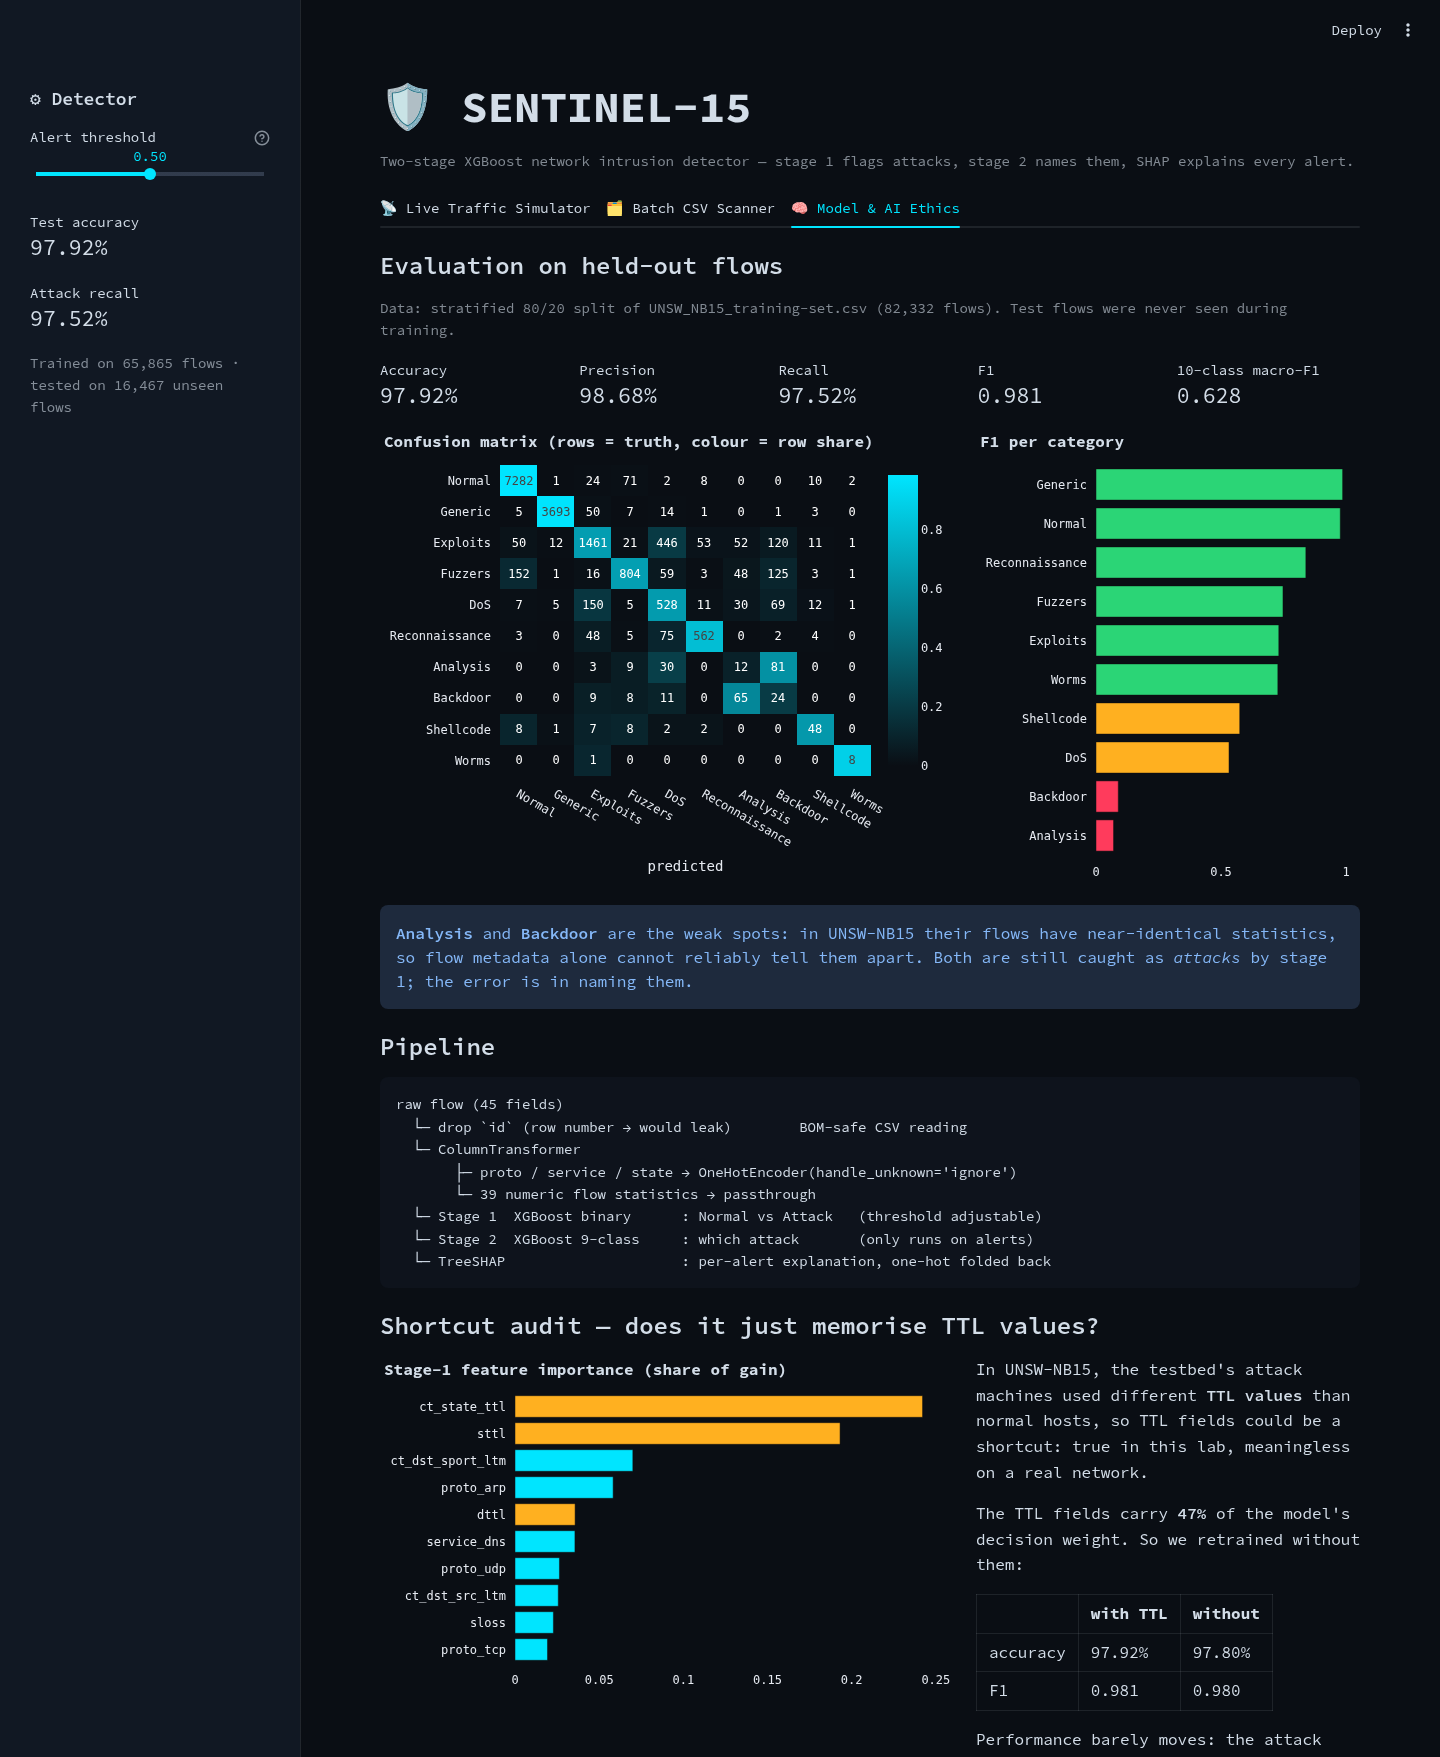 Deploy
⚙ Detector
Alert threshold
0.50
Test accuracy
97.92%
Attack recall
97.52%
Trained on 65,865 flows ·
tested on 16,467 unseen
flows
SENTINEL-15
Two-stage XGBoost network intrusion detector — stage 1 flags attacks, stage 2 names them, SHAP explains every alert.
Live Traffic Simulator Batch CSV Scanner Model & AI Ethics
Evaluation on held-out flows
Data: stratified 80/20 split of UNSW_NB15_training-set.csv (82,332 flows). Test flows were never seen during
training.
Accuracy Precision Recall F1 10-class macro-F1
97.92% 98.68% 97.52% 0.981 0.628
Confusion matrix (rows = truth, colour = row share)
Normal 7282 1 24 71 2 8 0 0 10 2
Generic 5 3693 50 7 14 1 0 1 3 0
Exploits 50 12 1461 21 446 53 52 120 11 1
Fuzzers 152 1 16 804 59 3 48 125 3 1
DoS 7 5 150 5 528 11 30 69 12 1
Reconnaissance 3 0 48 5 75 562 0 2 4 0
Analysis 0 0 3 9 30 0 12 81 0 0
Backdoor 0 0 9 8 11 0 65 24 0 0
Shellcode 8 1 7 8 2 2 0 0 48 0
Worms 0 0 1 0 0 0 0 0 0 8
Normal Generic Exploits Fuzzers DoS Reconnaissance Analysis Backdoor Shellcode Worms
predicted
0.8
0.6
0.4
0.2
0
F1 per category
Generic
Normal
Reconnaissance
Fuzzers
Exploits
Worms
Shellcode
DoS
Backdoor
Analysis
0 0.5 1
Analysis and Backdoor are the weak spots: in UNSW-NB15 their flows have near-identical statistics,
so flow metadata alone cannot reliably tell them apart. Both are still caught as attacks by stage
1; the error is in naming them.
Pipeline
raw flow (45 fields)
└─ drop `id` (row number → would leak) BOM-safe CSV reading
└─ ColumnTransformer
├─ proto / service / state → OneHotEncoder(handle_unknown='ignore')
└─ 39 numeric flow statistics → passthrough
└─ Stage 1 XGBoost binary : Normal vs Attack (threshold adjustable)
└─ Stage 2 XGBoost 9-class : which attack (only runs on alerts)
└─ TreeSHAP : per-alert explanation, one-hot folded back
Shortcut audit — does it just memorise TTL values?
Stage-1 feature importance (share of gain)
ct_state_ttl
sttl
ct_dst_sport_ltm
proto_arp
dttl
service_dns
proto_udp
ct_dst_src_ltm
sloss
proto_tcp
0 0.05 0.1 0.15 0.2 0.25
In UNSW-NB15, the testbed's attack
machines used different TTL values than
normal hosts, so TTL fields could be a
shortcut: true in this lab, meaningless
on a real network.
The TTL fields carry 47% of the model's
decision weight. So we retrained without
them:
with TTL without
accuracy 97.92% 97.80%
F1 0.981 0.980
Performance barely moves: the attack